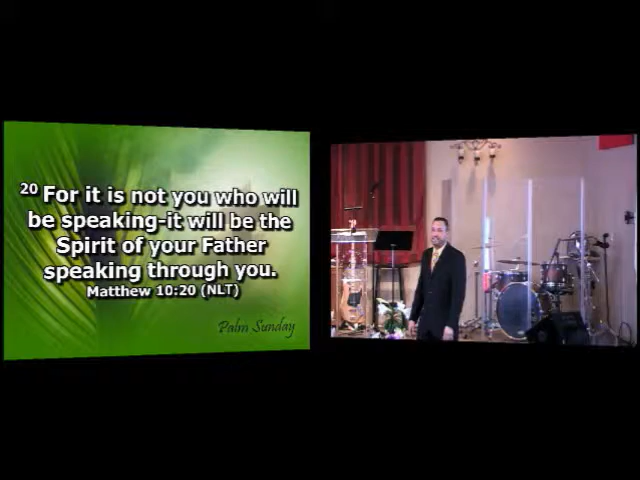 20 For it is not you who will
be speaking-it will be the
Spirit of your Father
speaking through you.
Matthew 10:20 (NLT)
Palm Sunday